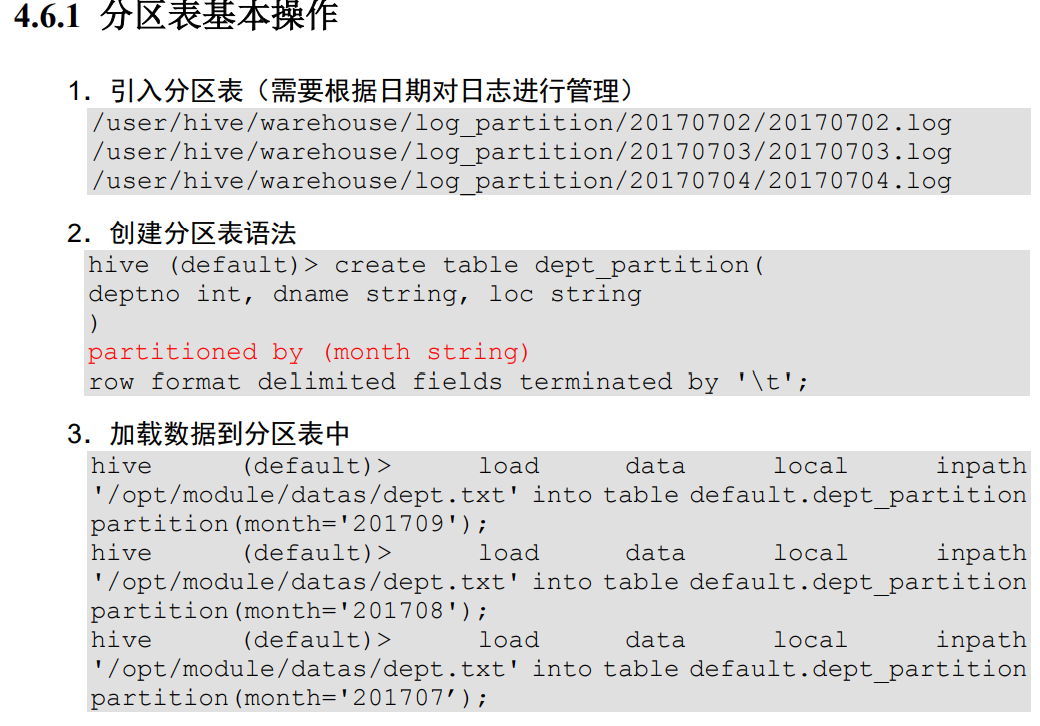 4.6.1 分区表基本操作
1．引入分区表（需要根据日期对日志进行管理）
/user/hive/warehouse/log_partition/20170702/20170702.log
/user/hive/warehouse/log_partition/20170703/20170703.log
/user/hive/warehouse/log_partition/20170704/20170704.log
2．创建分区表语法
hive (default)> create table dept_partition(
deptno int, dname string, loc string
)
partitioned by (month string)
row format delimited fields terminated by '\t';
3．加载数据到分区表中
hive (default)> load data local inpath
'/opt/module/datas/dept.txt' into table default.dept_partition
partition(month='201709');
hive (default)> load data local inpath
'/opt/module/datas/dept.txt' into table default.dept_partition
partition(month='201708');
hive (default)> load data local inpath
'/opt/module/datas/dept.txt' into table default.dept_partition
partition(month='201707’);